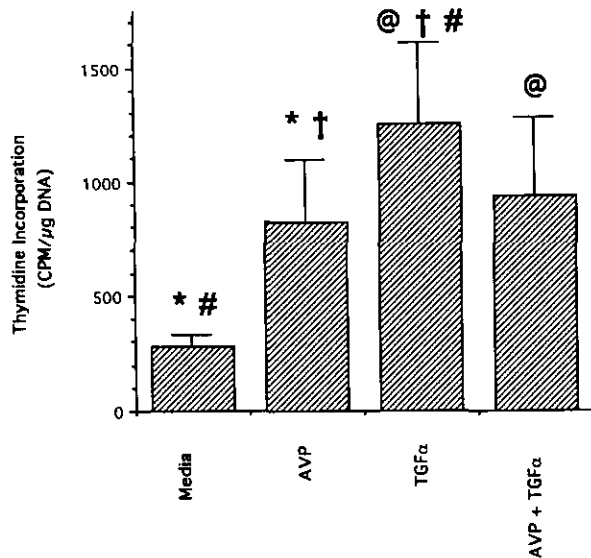 @ † #
1500
@
* †
Thymidine Incorporation
(CPM/μg DNA)
1000
500
* #
0
Media
AVP
TGFα
AVP + TGFα